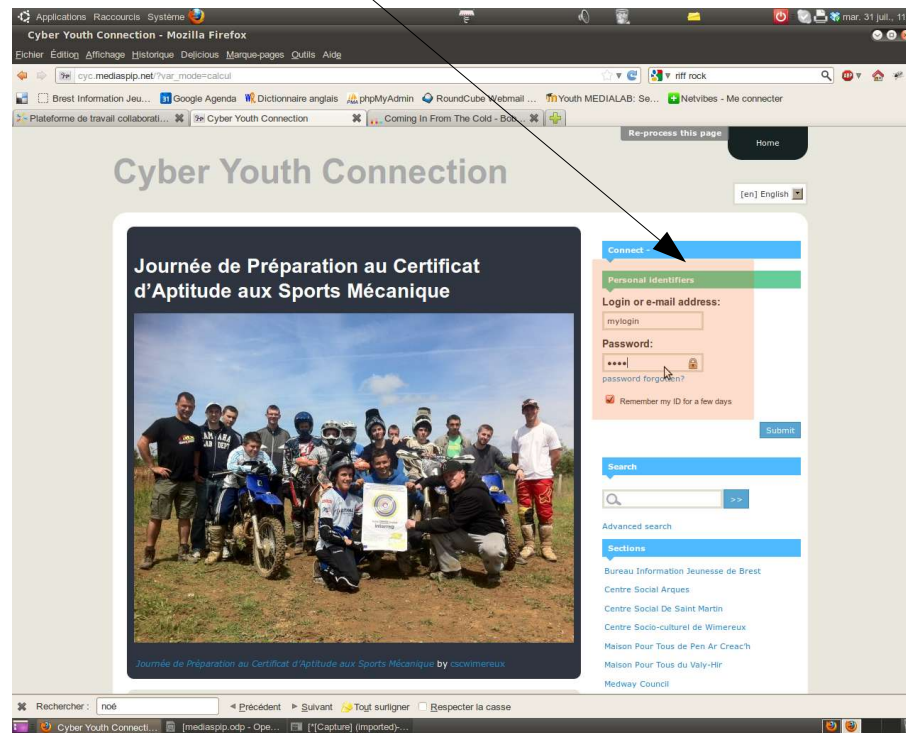 Applications Raccourcis Système
mar. 31 juil., 11
Cyber Youth Connection - Mozilla Firefox
Fichier Édition Affichage Historique Delicious Marque-pages Outils Aide
cyc.mediaspip.net/?var_mode=calcul
riff rock
Brest Information Jeu... Google Agenda Dictionnaire anglais phpMyAdmin RoundCube Webmail ... Youth MEDIALAB: Se... Netvibes - Me connecter
Plateforme de travail collaborati... Cyber Youth Connection Coming In From The Cold - Bob...
Re-process this page
Home
Cyber Youth Connection
[en] English
Journée de Préparation au Certificat
d'Aptitude aux Sports Mécanique
Journée de Préparation au Certificat d'Aptitude aux Sports Mécanique by cscwimereux
Connect -
Personal identifiers
Login or e-mail address:
mylogin
Password:
••••
password forgotten?
Remember my ID for a few days
Submit
Search
>>
Advanced search
Sections
Bureau Information Jeunesse de Brest
Centre Social Arques
Centre Social De Saint Martin
Centre Socio-culturel de Wimereux
Maison Pour Tous de Pen Ar Creac'h
Maison Pour Tous du Valy-Hir
Medway Council
Rechercher : noé Précédent Suivant Tout surligner Respecter la casse
Cyber Youth Connecti... [mediaspip.odp - Ope... [*[Capture] (imported)-...